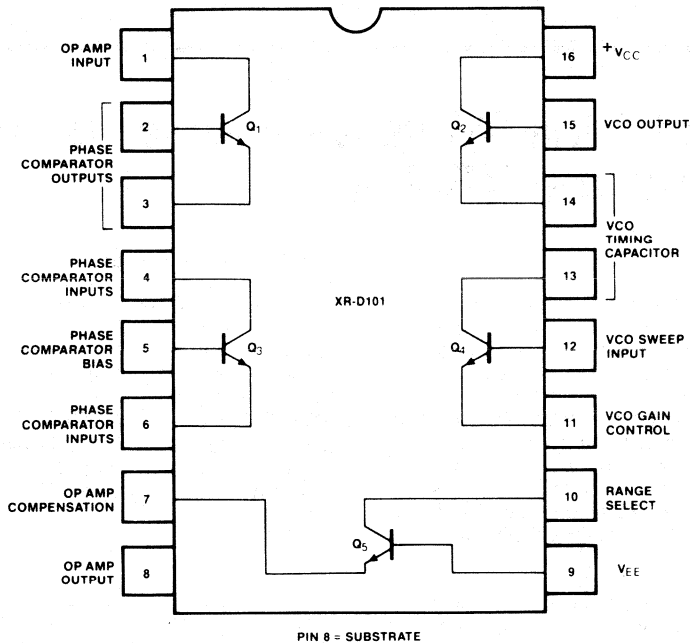 OP AMP
INPUT
1
2
PHASE
COMPARATOR
OUTPUTS
3
PHASE
COMPARATOR
INPUTS
4
PHASE
COMPARATOR
BIAS
5
PHASE
COMPARATOR
INPUTS
6
OP AMP
COMPENSATION
7
OP AMP
OUTPUT
8
Q1
Q2
XR-D101
Q3
Q4
Q5
16
+VCC
15
VCO OUTPUT
14
VCO
TIMING
CAPACITOR
13
12
VCO SWEEP
INPUT
11
VCO GAIN
CONTROL
10
RANGE
SELECT
9
VEE
PIN 8 = SUBSTRATE